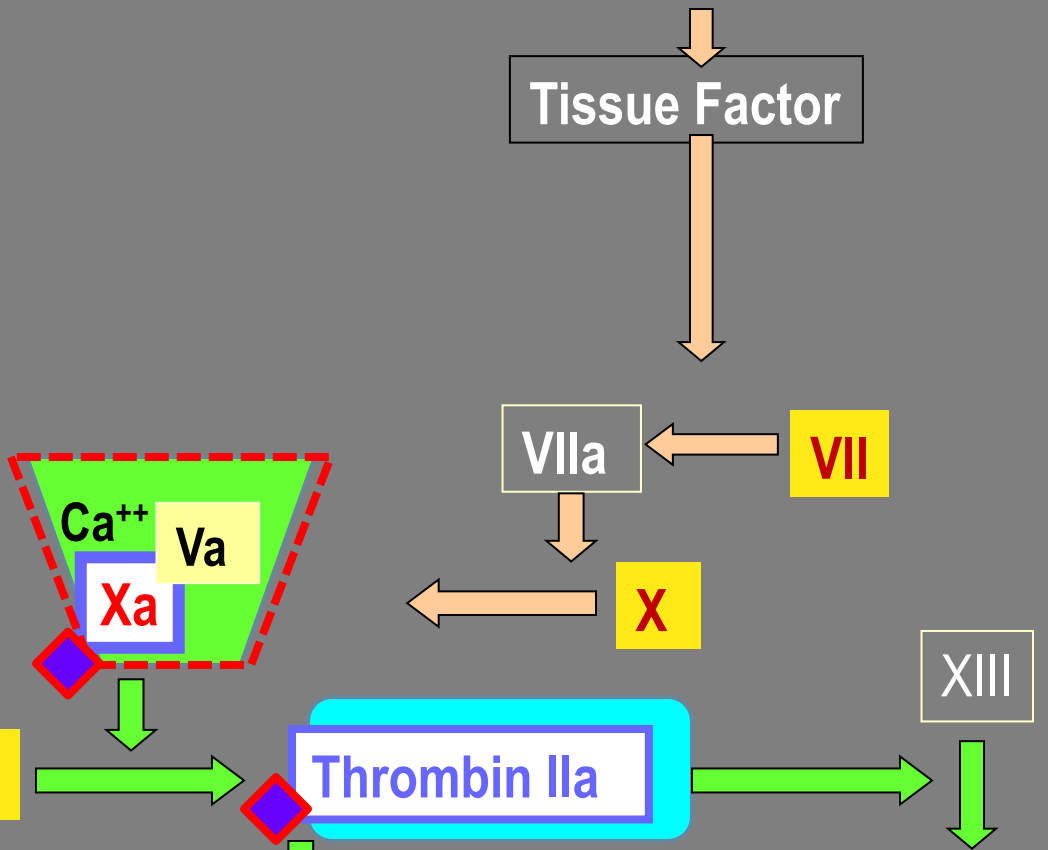 Tissue Factor
VIIa
VII
Ca⁺⁺
Va
Xa
X
XIII
Thrombin IIa